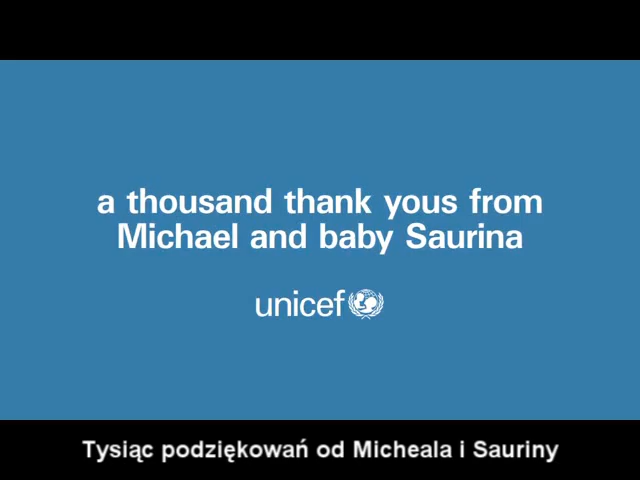 a thousand thank yous from
Michael and baby Saurina
unicef
Tysiąc podziękowań od Micheala i Sauriny